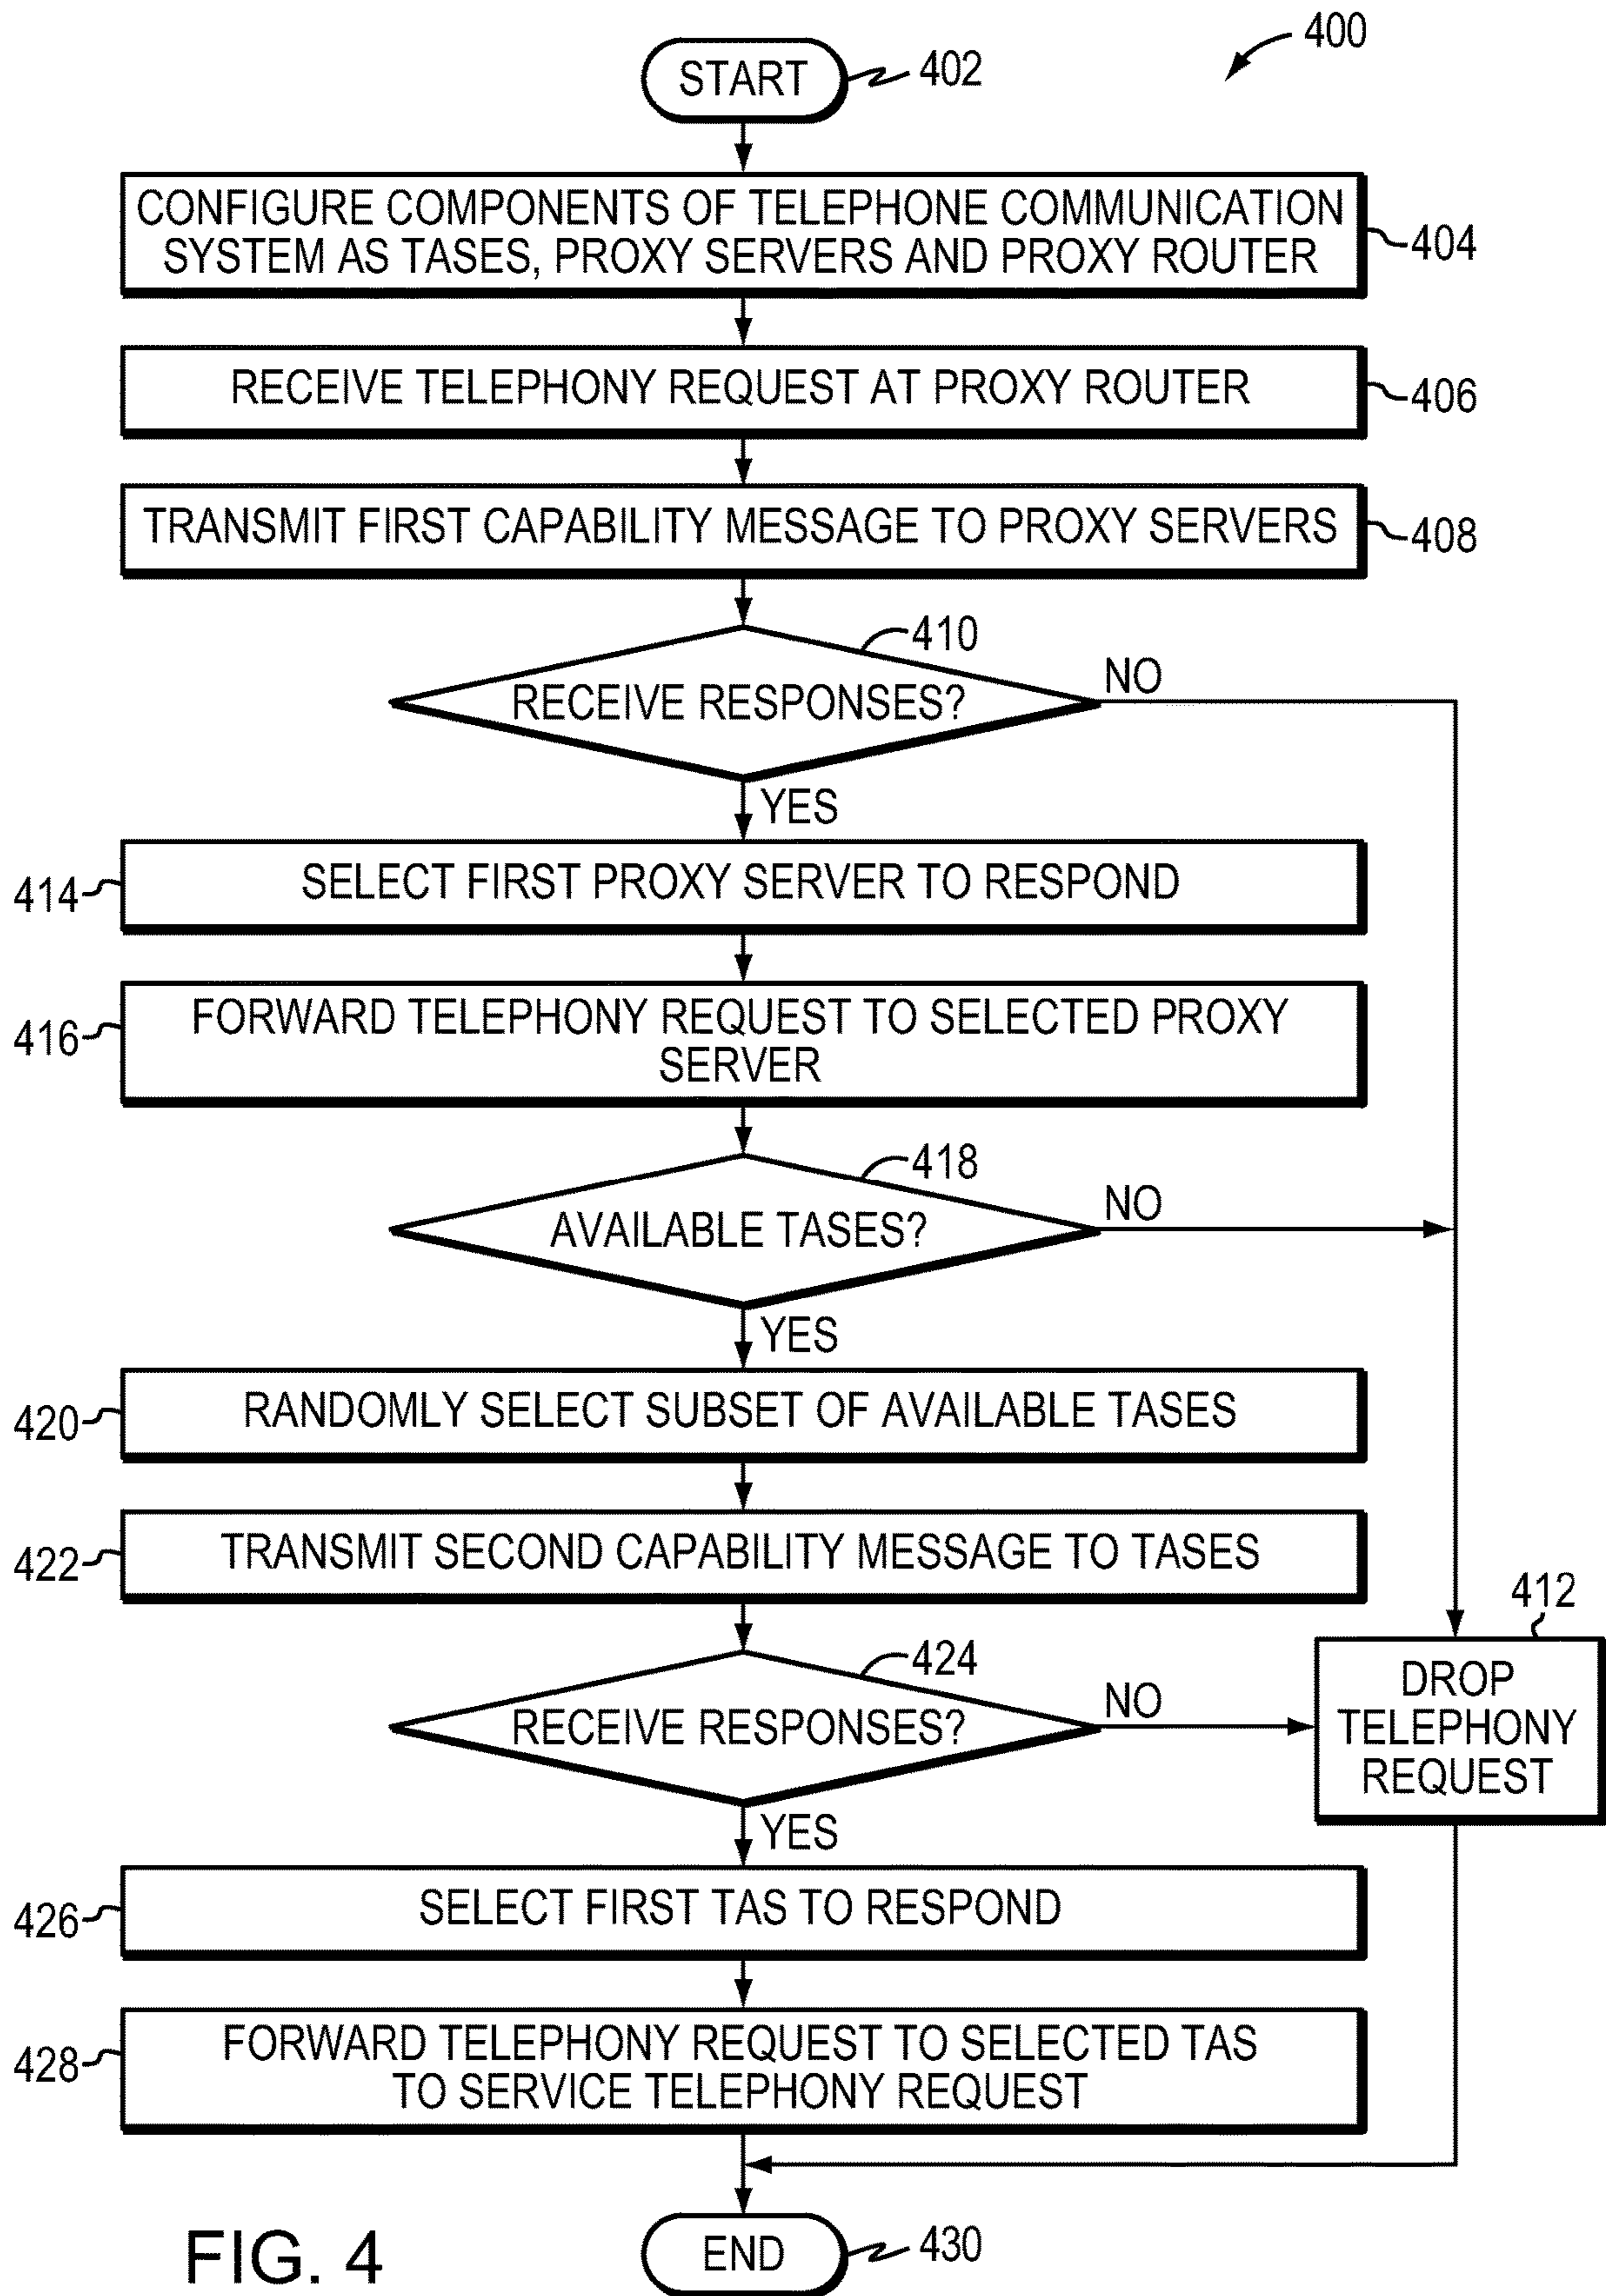 400
START
402
CONFIGURE COMPONENTS OF TELEPHONE COMMUNICATION
SYSTEM AS TASES, PROXY SERVERS AND PROXY ROUTER
404
RECEIVE TELEPHONY REQUEST AT PROXY ROUTER
406
TRANSMIT FIRST CAPABILITY MESSAGE TO PROXY SERVERS
408
410
RECEIVE RESPONSES?
NO
YES
414
SELECT FIRST PROXY SERVER TO RESPOND
416
FORWARD TELEPHONY REQUEST TO SELECTED PROXY
SERVER
418
AVAILABLE TASES?
NO
YES
420
RANDOMLY SELECT SUBSET OF AVAILABLE TASES
422
TRANSMIT SECOND CAPABILITY MESSAGE TO TASES
424
RECEIVE RESPONSES?
NO
YES
412
DROP
TELEPHONY
REQUEST
426
SELECT FIRST TAS TO RESPOND
428
FORWARD TELEPHONY REQUEST TO SELECTED TAS
TO SERVICE TELEPHONY REQUEST
END
430
FIG. 4